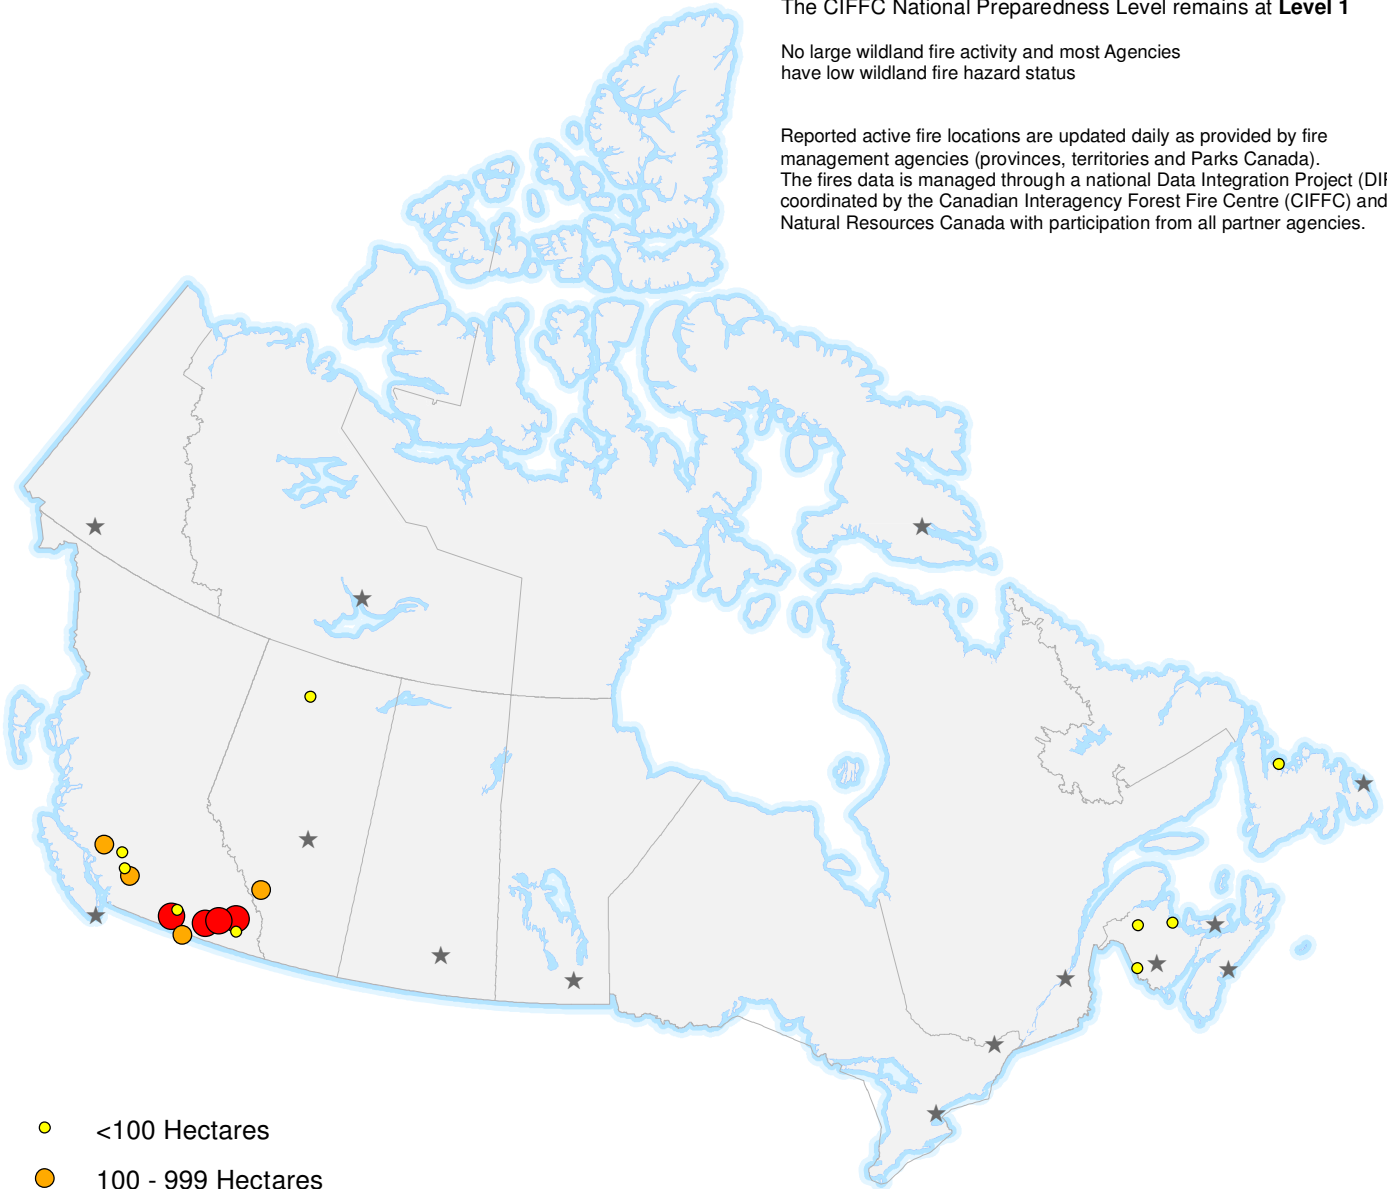 The CIFFC National Preparedness Level remains at Level 1
No large wildland fire activity and most Agencies
have low wildland fire hazard status
Reported active fire locations are updated daily as provided by fire
management agencies (provinces, territories and Parks Canada).
The fires data is managed through a national Data Integration Project (DIP
coordinated by the Canadian Interagency Forest Fire Centre (CIFFC) and
Natural Resources Canada with participation from all partner agencies.
<100 Hectares
100 - 999 Hectares